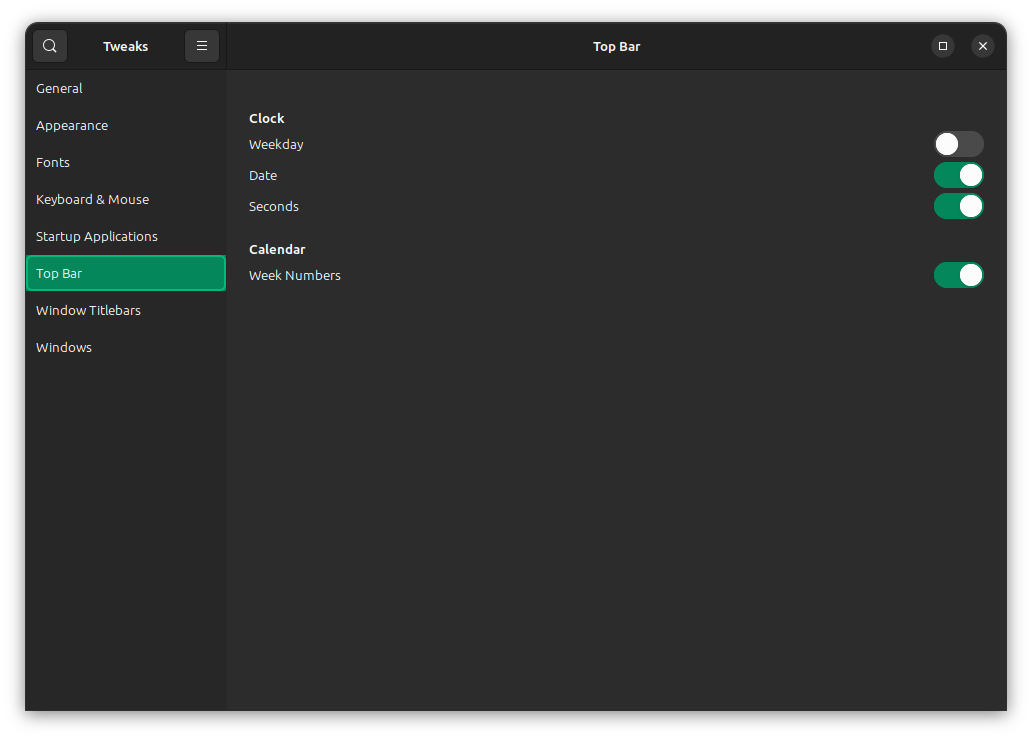 Tweaks
Top Bar
General
Appearance
Fonts
Keyboard & Mouse
Startup Applications
Top Bar
Window Titlebars
Windows
Clock
Weekday
Date
Seconds
Calendar
Week Numbers